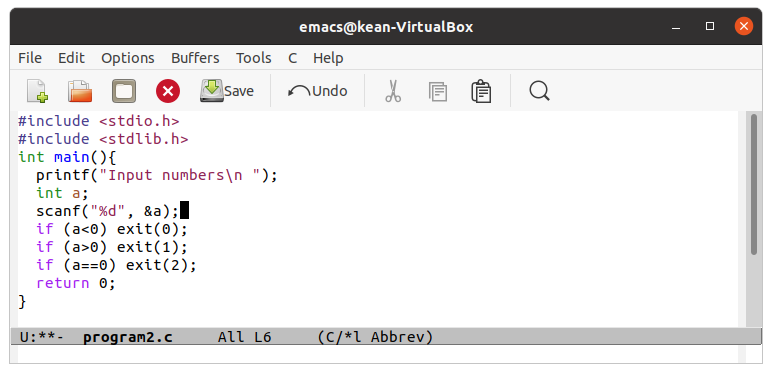 emacs@kean-VirtualBox
File Edit Options Buffers Tools C Help
Save Undo
#include <stdio.h>
#include <stdlib.h>
int main(){
  printf("Input numbers\n ");
  int a;
  scanf("%d", &a);
  if (a<0) exit(0);
  if (a>0) exit(1);
  if (a==0) exit(2);
  return 0;
}
U:**-  program2.c     All L6     (C/*l Abbrev)